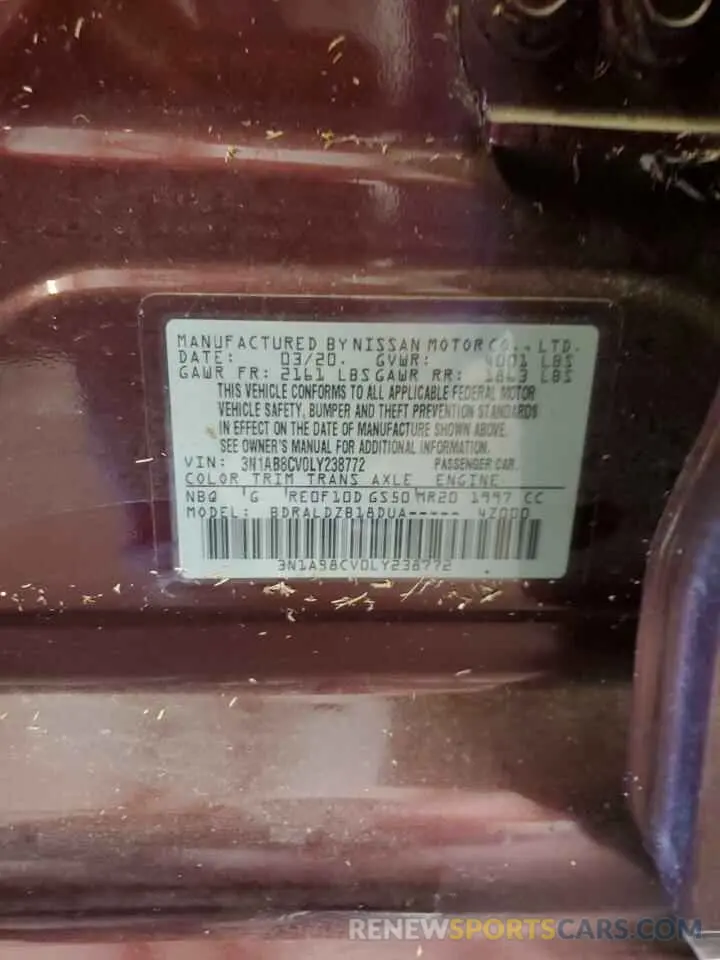 MANUFACTURED BY NISSAN MOTOR CO., LTD.
DATE: 03/20. GVWR: 4001 LBS
GAWR FR: 2161 LBS GAWR RR: 1863 LBS
THIS VEHICLE CONFORMS TO ALL APPLICABLE FEDERAL MOTOR
VEHICLE SAFETY, BUMPER AND THEFT PREVENTION STANDARDS
IN EFFECT ON THE DATE OF MANUFACTURE SHOWN ABOVE.
SEE OWNER'S MANUAL FOR ADDITIONAL INFORMATION.
VIN: 3N1AB8CV0LY238772 PASSENGER CAR
COLOR TRIM TRANS AXLE ENGINE
NBQ G RE0F10D GS50 MR20 1997 CC
MODEL: BDRALDZB18DUA----- 4Z000
3N1A98CV0LY238772
RENEWSPORTSCARS.COM